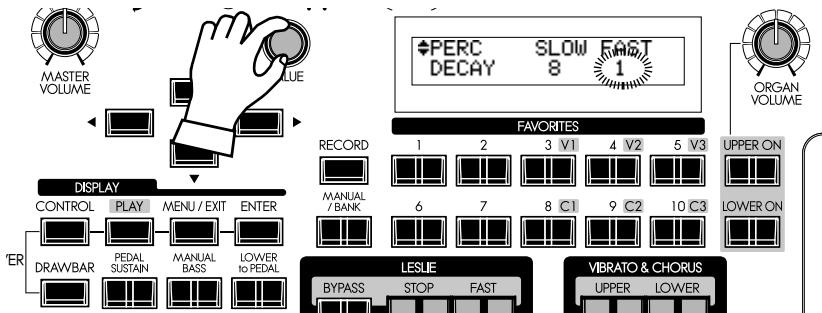 MASTER
VOLUME
PERC SLOW FAST
DECAY 8 1
ORGAN
VOLUME
FAVORITES
RECORD 1 2 3 V1 4 V2 5 V3 UPPER ON
DISPLAY
CONTROL PLAY MENU / EXIT ENTER
MANUAL
/ BANK
6 7 8 C1 9 C2 10 C3 LOWER ON
DRAWBAR
PEDAL
SUSTAIN
MANUAL
BASS
LOWER
to PEDAL
LESLIE
BYPASS STOP FAST
VIBRATO & CHORUS
UPPER LOWER